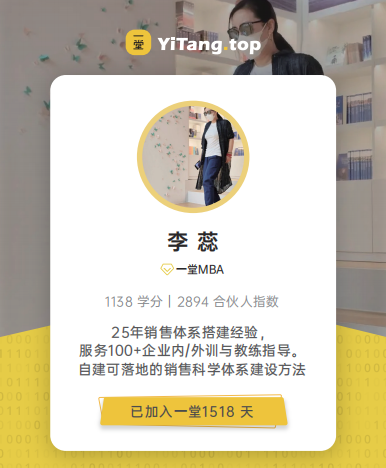 一堂 YiTang.top
李蕊
一堂MBA
1138 学分 | 2894 合伙人指数
25年销售体系搭建经验，
服务100+企业内/外训与教练指导。
自建可落地的销售科学体系建设方法
已加入一堂1518 天